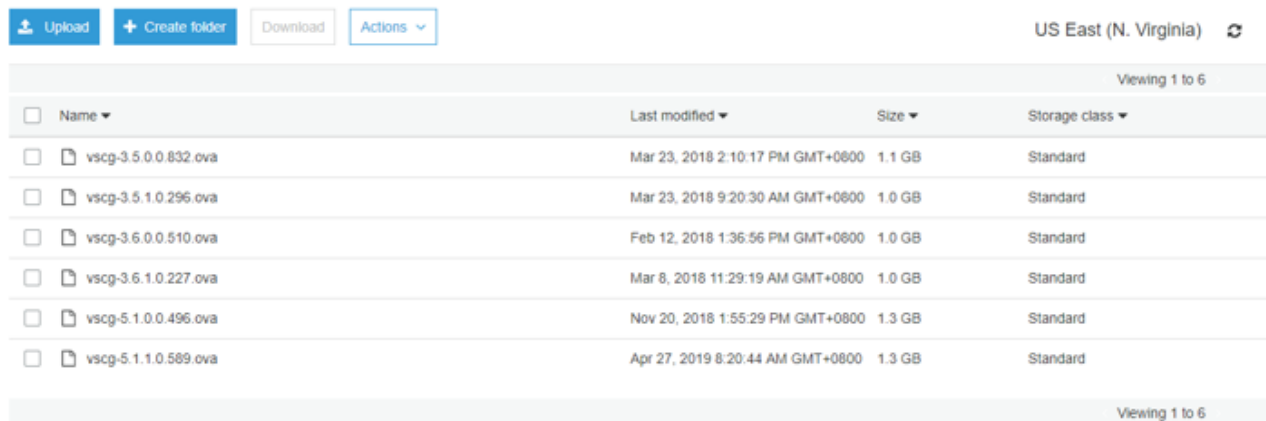 Upload Create folder Download Actions US East (N. Virginia)
Viewing 1 to 6
Name Last modified Size Storage class
vscg-3.5.0.0.832.ova Mar 23, 2018 2:10:17 PM GMT+0800 1.1 GB Standard
vscg-3.5.1.0.296.ova Mar 23, 2018 9:20:30 AM GMT+0800 1.0 GB Standard
vscg-3.6.0.0.510.ova Feb 12, 2018 1:36:56 PM GMT+0800 1.0 GB Standard
vscg-3.6.1.0.227.ova Mar 8, 2018 11:29:19 AM GMT+0800 1.0 GB Standard
vscg-5.1.0.0.496.ova Nov 20, 2018 1:55:29 PM GMT+0800 1.3 GB Standard
vscg-5.1.1.0.589.ova Apr 27, 2019 8:20:44 AM GMT+0800 1.3 GB Standard
Viewing 1 to 6